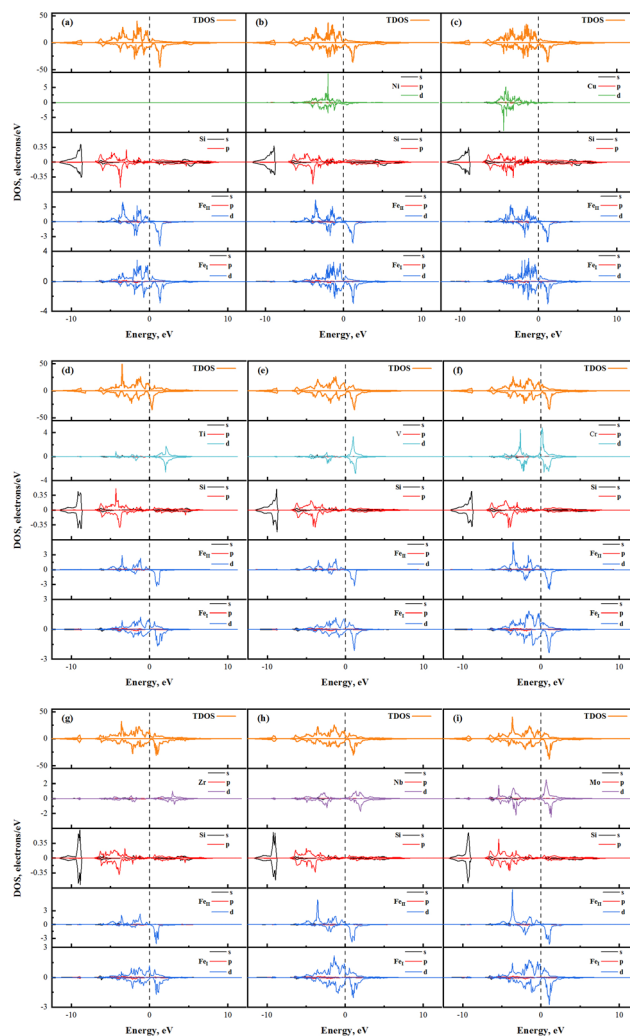 (a) TDOS (b) TDOS (c) TDOS
50
0
-50
s s
Ni p Cu p
d d
DOS, electrons/eV
Si s Si s Si s
p p p
0.35
0
-0.35
s s s
FeII p FeII p FeII p
d d d
3
0
-3
4 s s s
FeI p FeI p FeI p
0 d d d
-4
-10 0 10 -10 0 10 -10 0 10
Energy, eV Energy, eV Energy, eV
(d) TDOS (e) TDOS (f) TDOS
50
0
-50
4 s s s
Ti p V p Cr p
0 d d d
-4
DOS, electrons/eV
Si s Si s Si s
p p p
0.35
0
-0.35
s s s
FeII p FeII p FeII p
3 d d d
0
-3
3 s s s
FeI p FeI p FeI p
0 d d d
-3
-10 0 10 -10 0 10 -10 0 10
Energy, eV Energy, eV Energy, eV
(g) TDOS (h) TDOS (i) TDOS
50
0
-50
2 s s s
Zr p Nb p Mo p
0 d d d
-2
DOS, electrons/eV
Si s Si s Si s
p p p
0.35
0
-0.35
s s s
FeII p FeII p FeII p
3 d d d
0
-3
3 s s s
FeI p FeI p FeI p
0 d d d
-3
-10 0 10 -10 0 10 -10 0 10
Energy, eV Energy, eV Energy, eV